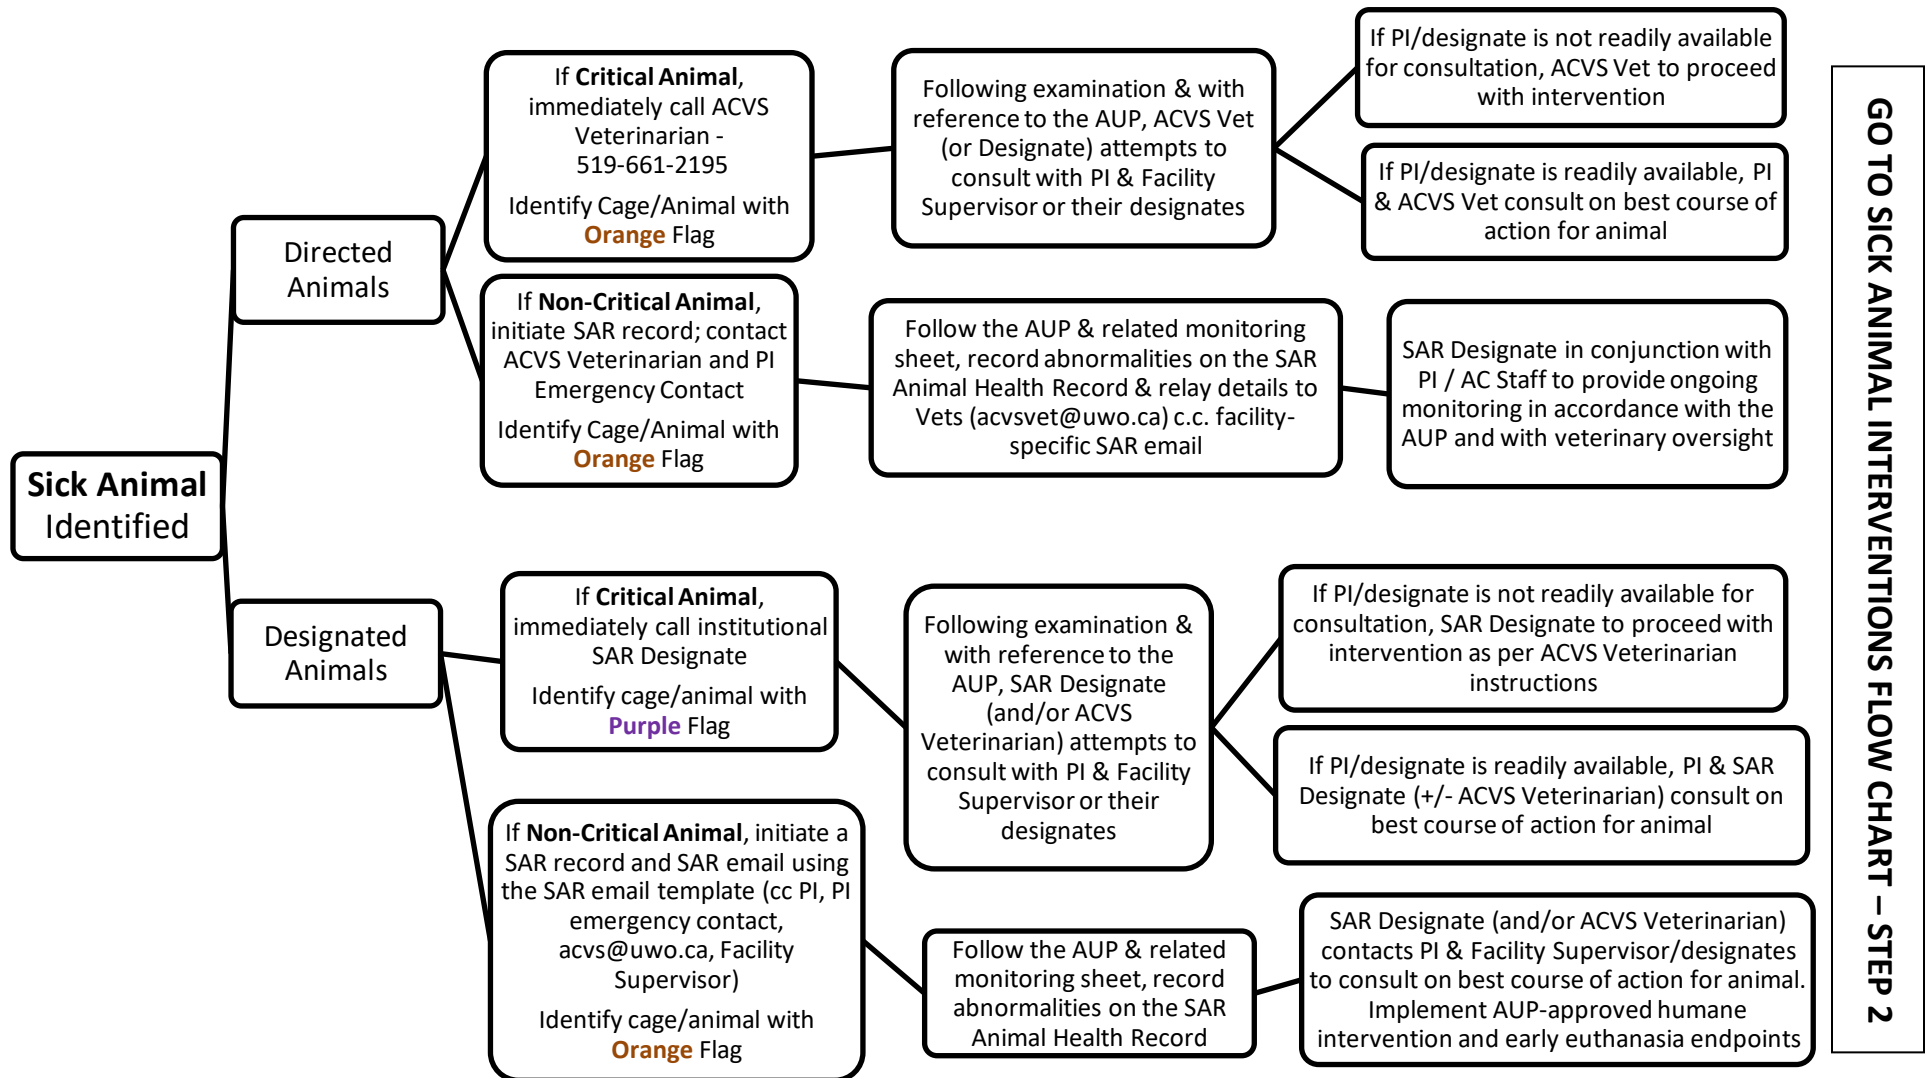 Sick Animal
Identified
Directed
Animals
If Critical Animal,
immediately call ACVS
Veterinarian -
519-661-2195
Identify Cage/Animal with
Orange Flag
Following examination & with
reference to the AUP, ACVS Vet
(or Designate) attempts to
consult with PI & Facility
Supervisor or their designates
If PI/designate is not readily available
for consultation, ACVS Vet to proceed
with intervention
If PI/designate is readily available, PI
& ACVS Vet consult on best course of
action for animal
If Non-Critical Animal,
initiate SAR record; contact
ACVS Veterinarian and PI
Emergency Contact
Identify Cage/Animal with
Orange Flag
Follow the AUP & related monitoring
sheet, record abnormalities on the SAR
Animal Health Record & relay details to
Vets (acvsvet@uwo.ca) c.c. facility-
specific SAR email
SAR Designate in conjunction with
PI / AC Staff to provide ongoing
monitoring in accordance with the
AUP and with veterinary oversight
Designated
Animals
If Critical Animal,
immediately call institutional
SAR Designate
Identify cage/animal with
Purple Flag
Following examination &
with reference to the
AUP, SAR Designate
(and/or ACVS
Veterinarian) attempts to
consult with PI & Facility
Supervisor or their
designates
If PI/designate is not readily available for
consultation, SAR Designate to proceed with
intervention as per ACVS Veterinarian
instructions
If PI/designate is readily available, PI & SAR
Designate (+/- ACVS Veterinarian) consult on
best course of action for animal
If Non-Critical Animal, initiate a
SAR record and SAR email using
the SAR email template (cc PI, PI
emergency contact,
acvs@uwo.ca, Facility
Supervisor)
Identify cage/animal with
Orange Flag
Follow the AUP & related
monitoring sheet, record
abnormalities on the SAR
Animal Health Record
SAR Designate (and/or ACVS Veterinarian)
contacts PI & Facility Supervisor/designates
to consult on best course of action for animal.
Implement AUP-approved humane
intervention and early euthanasia endpoints
GO TO SICK ANIMAL INTERVENTIONS FLOW CHART – STEP 2